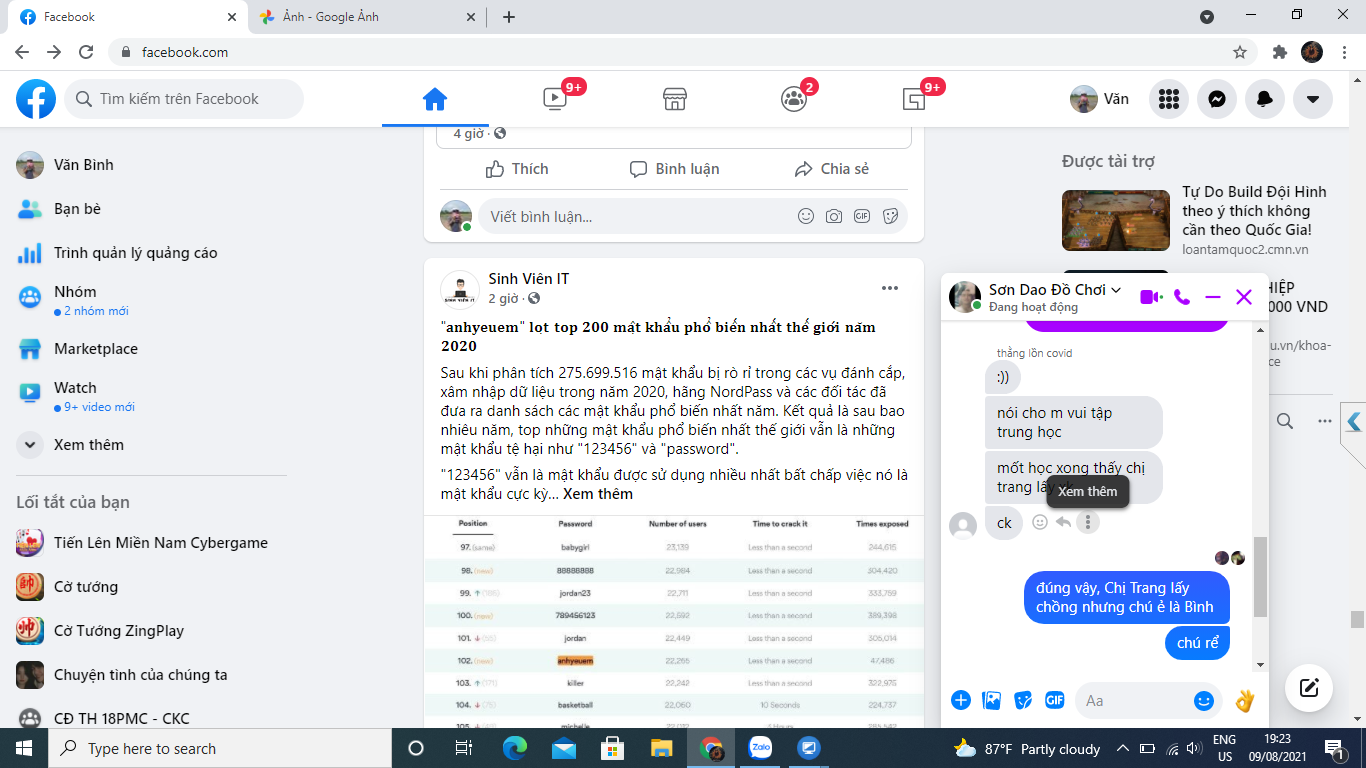 Facebook
Ảnh - Google Ảnh
facebook.com
Tìm kiếm trên Facebook
9+
2
9+
Văn
Văn Bình
Bạn bè
Trình quản lý quảng cáo
Nhóm
2 nhóm mới
Marketplace
Watch
9+ video mới
Xem thêm
Lối tắt của bạn
Tiến Lên Miền Nam Cybergame
Cờ tướng
Cờ Tướng ZingPlay
Chuyện tình của chúng ta
CĐ TH 18PMC - CKC
4 giờ ·
Thích Bình luận Chia sẻ
Viết bình luận...
GIF
Sinh Viên IT
2 giờ ·
"anhyeuem" lọt top 200 mật khẩu phổ biến nhất thế giới năm
2020
Sau khi phân tích 275.699.516 mật khẩu bị rò rỉ trong các vụ đánh cắp,
xâm nhập dữ liệu trong năm 2020, hãng NordPass và các đối tác đã
đưa ra danh sách các mật khẩu phổ biến nhất năm. Kết quả là sau bao
nhiêu năm, top những mật khẩu phổ biến nhất thế giới vẫn là những
mật khẩu tệ hại như "123456" và "password".
"123456" vẫn là mật khẩu được sử dụng nhiều nhất bất chấp việc nó là
mật khẩu cực kỳ... Xem thêm
Position Password Number of users Time to crack it Times exposed
97. (same) babygirl 23,139 Less than a second 244,615
98. (new) 88888888 22,984 Less than a second 304,420
99. ↑ jordan23 22,711 Less than a second 333,759
100. (new) 789456123 22,592 Less than a second 389,398
101. ↓ jordan 22,449 Less than a second 305,014
102. (new) anhyeuem 22,265 Less than a second 47,486
103. ↑ (171) killer 22,242 Less than a second 322,975
104. ↓ basketball 22,060 10 Seconds 224,737
105. michelle
Được tài trợ
Tự Do Build Đội Hình
theo ý thích không
cần theo Quốc Gia!
loantamquoc2.cmn.vn
000 VND
u.vn/khoa-
Sơn Dao Đồ Chơi
Đang hoạt động
thằng lồn covid
:))
nói cho m vui tập
trung học
mốt học xong thấy chị
trang lấy
Xem thêm
ck
đúng vậy, Chị Trang lấy
chồng nhưng chú ẻ là Bình
chú rể
GIF
Aa
Type here to search
Zalo
87°F Partly cloudy
ENG
US
19:23
09/08/2021
1